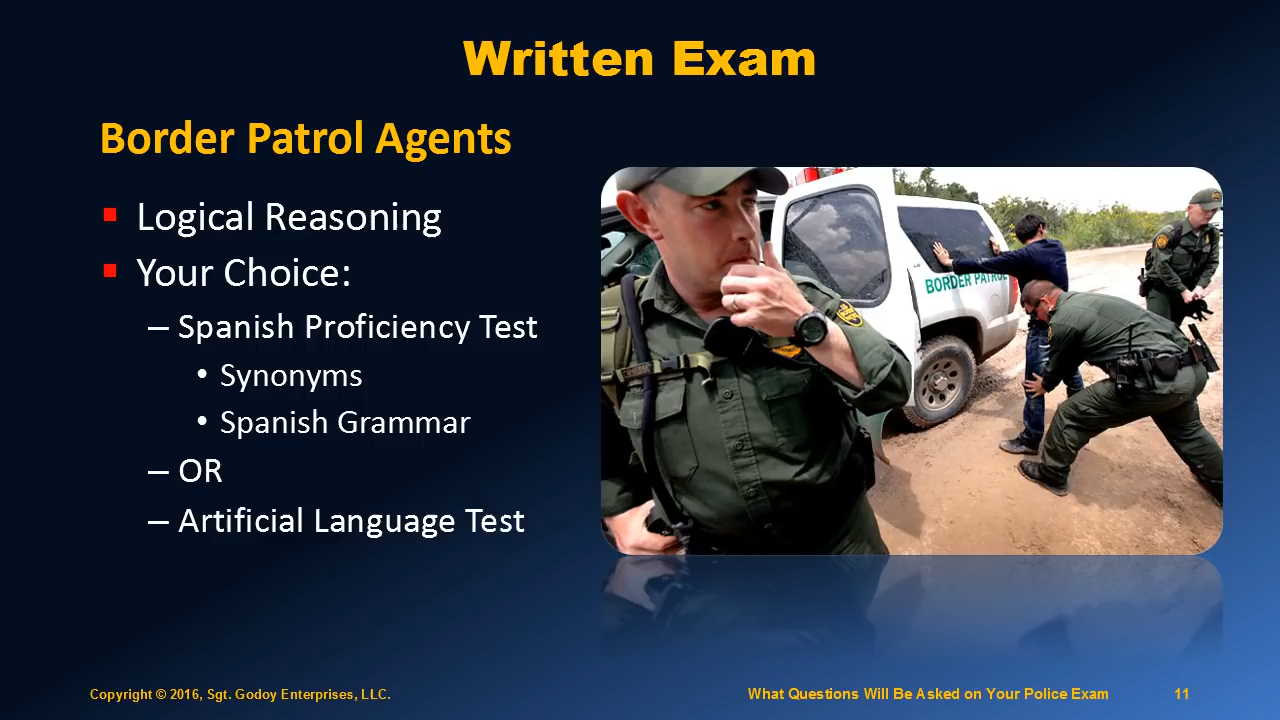 Written Exam
Border Patrol Agents
▪ Logical Reasoning
▪ Your Choice:
– Spanish Proficiency Test
• Synonyms
• Spanish Grammar
– OR
– Artificial Language Test
BORDER PATROL
Copyright © 2016, Sgt. Godoy Enterprises, LLC.
What Questions Will Be Asked on Your Police Exam
11